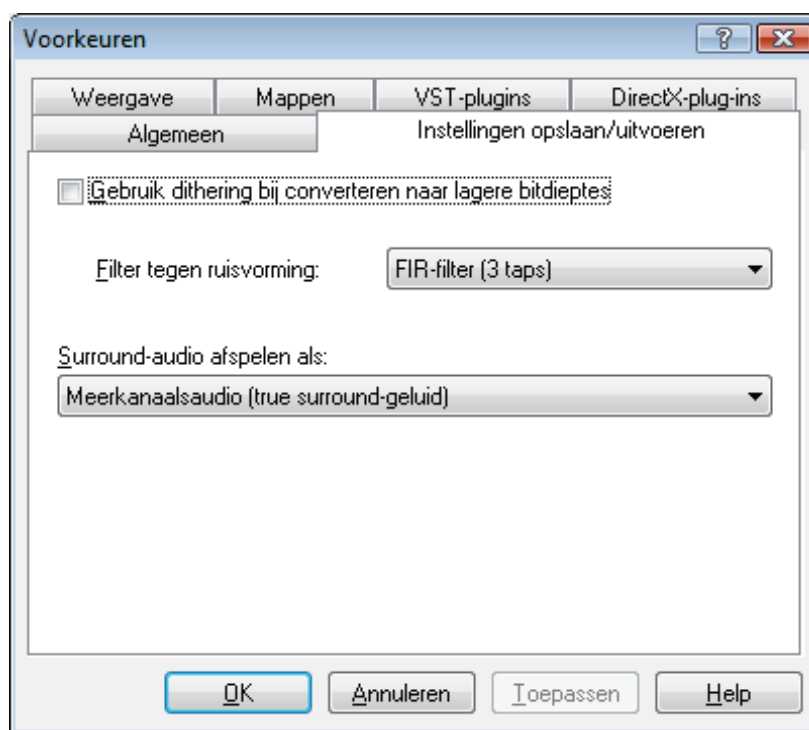 Voorkeuren
Weergave Mappen VST-plugins DirectX-plug-ins
Algemeen Instellingen opslaan/uitvoeren
Gebruik dithering bij converteren naar lagere bitdieptes
Filter tegen ruisvorming: FIR-filter (3 taps)
Surround-audio afspelen als:
Meerkanaalsaudio (true surround-geluid)
OK Annuleren Toepassen Help